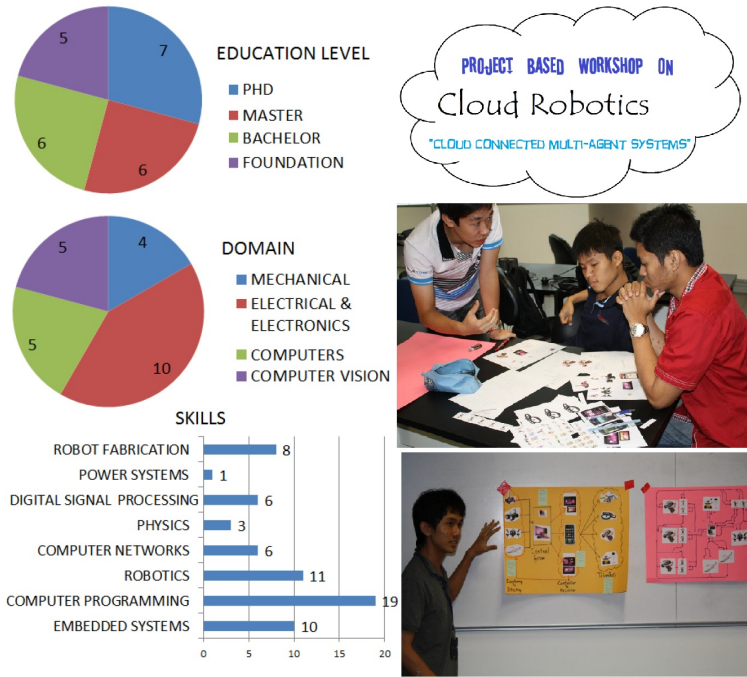 5
7
6
6
EDUCATION LEVEL
PHD
MASTER
BACHELOR
FOUNDATION
PROJECT BASED WORKSHOP ON
Cloud Robotics
"CLOUD CONNECTED MULTI-AGENT SYSTEMS"
5
4
5
10
DOMAIN
MECHANICAL
ELECTRICAL &
ELECTRONICS
COMPUTERS
COMPUTER VISION
SKILLS
ROBOT FABRICATION 8
POWER SYSTEMS 1
DIGITAL SIGNAL PROCESSING 6
PHYSICS 3
COMPUTER NETWORKS 6
ROBOTICS 11
COMPUTER PROGRAMMING 19
EMBEDDED SYSTEMS 10
0 5 10 15 20